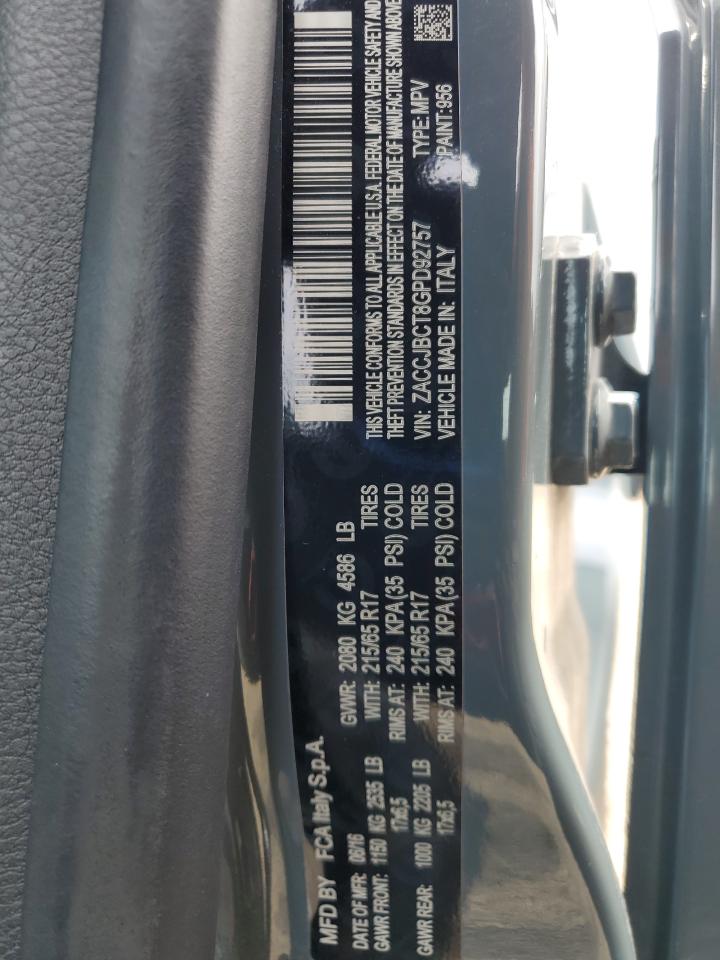 MFD BY FCA Italy S.p.A.
DATE OF MFR: 06/16 GVWR: 2080 KG 4586 LB
GAWR FRONT: 1150 KG 2535 LB WITH: 215/65 R17 TIRES
17x6,5 RIMS AT: 240 KPA(35 PSI) COLD
GAWR REAR: 1000 KG 2205 LB WITH: 215/65 R17 TIRES
17x6,5 RIMS AT: 240 KPA(35 PSI) COLD
THIS VEHICLE CONFORMS TO ALL APPLICABLE U.S.A. FEDERAL MOTOR VEHICLE SAFETY AND
THEFT PREVENTION STANDARDS IN EFFECT ON THE DATE OF MANUFACTURE SHOWN ABOVE
VIN: ZACCJBCT8GPD92757 TYPE: MPV
VEHICLE MADE IN: ITALY PAINT: 956